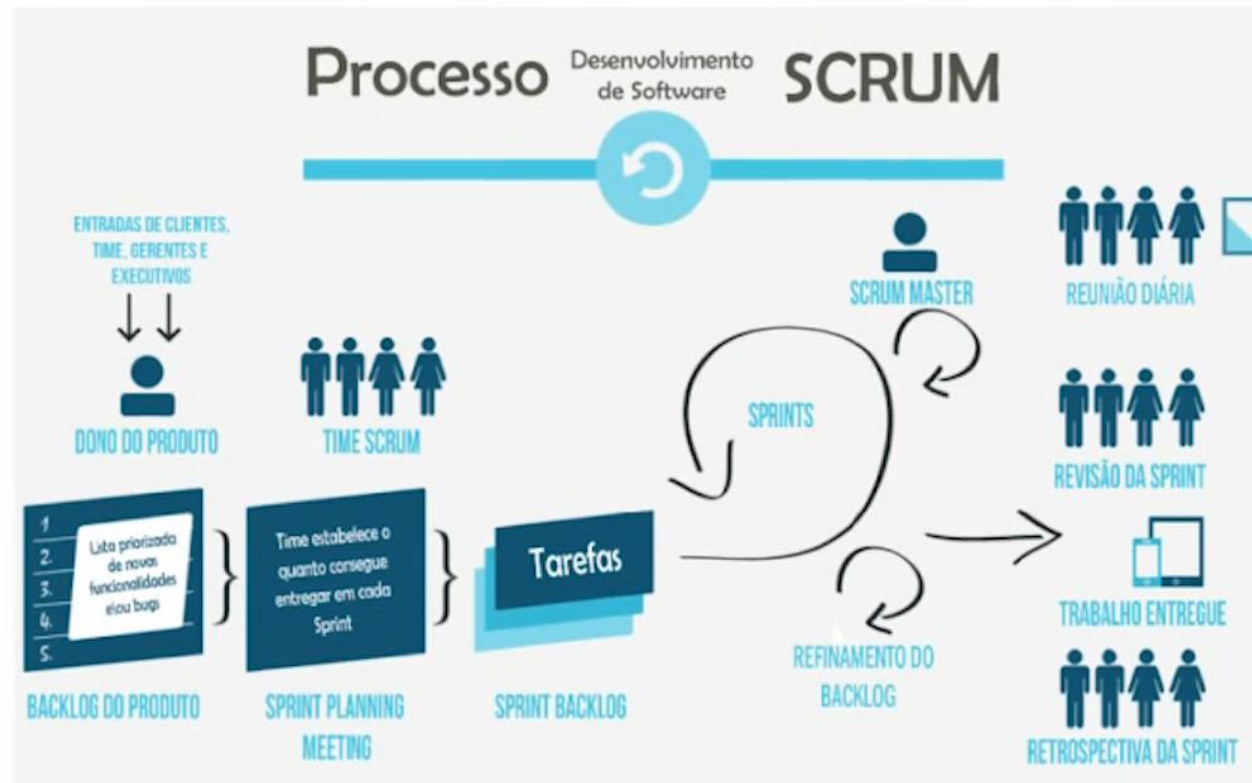 Processo
Desenvolvimento
de Software
SCRUM
ENTRADAS DE CLIENTES,
TIME, GERENTES E
EXECUTIVOS
DONO DO PRODUTO
TIME SCRUM
SCRUM MASTER
REUNIÃO DIÁRIA
SPRINTS
REVISÃO DA SPRINT
1
2.
3.
4.
5.
Lista priorizada
de novas
funcionalidades
e\ou bugs
Time estabelece o
quanto consegue
entregar em cada
Sprint
Tarefas
BACKLOG DO PRODUTO
SPRINT PLANNING
MEETING
SPRINT BACKLOG
REFINAMENTO DO
BACKLOG
TRABALHO ENTREGUE
RETROSPECTIVA DA SPRINT